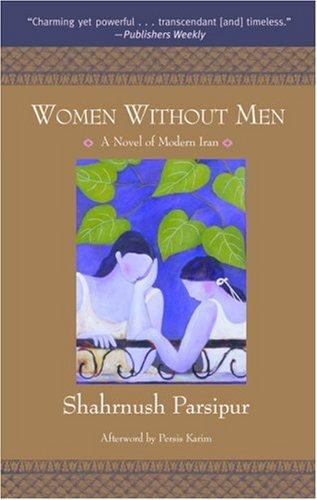 "Charming yet powerful . . . transcendent [and] timeless."
—Publishers Weekly
WOMEN WITHOUT MEN
A Novel of Modern Iran
Shahrnush Parsipur
Afterword by Persis Karim